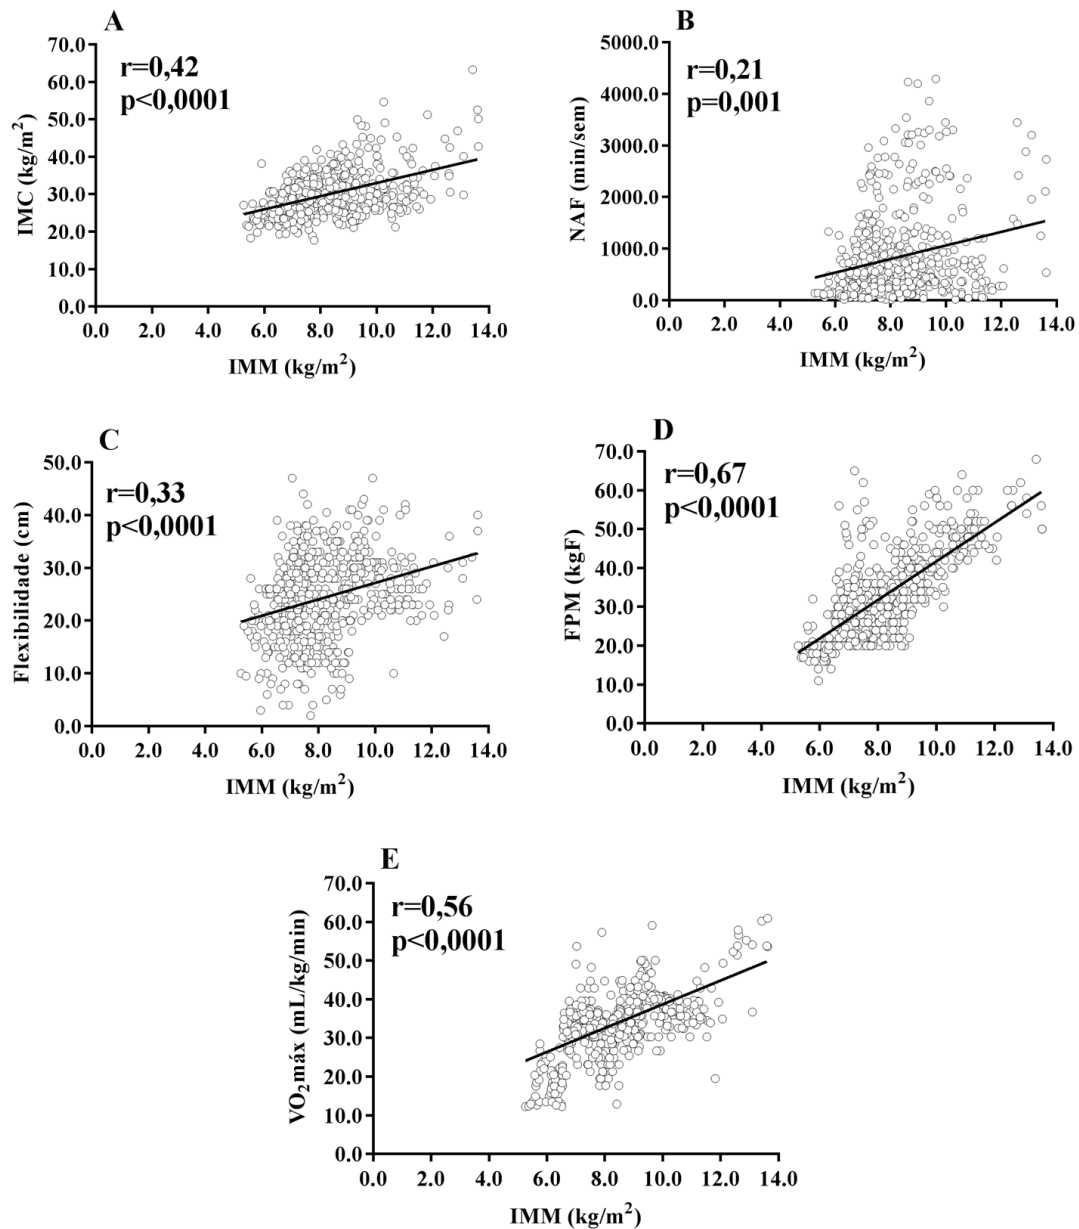 A
r=0,42
p<0,0001
IMC (kg/m²)
70.0
60.0
50.0
40.0
30.0
20.0
10.0
0.0
0.0 2.0 4.0 6.0 8.0 10.0 12.0 14.0
IMM (kg/m²)
B
r=0,21
p=0,001
NAF (min/sem)
5000.0
4000.0
3000.0
2000.0
1000.0
0.0
0.0 2.0 4.0 6.0 8.0 10.0 12.0 14.0
IMM (kg/m²)
C
r=0,33
p<0,0001
Flexibilidade (cm)
50.0
40.0
30.0
20.0
10.0
0.0
0.0 2.0 4.0 6.0 8.0 10.0 12.0 14.0
IMM (kg/m²)
D
r=0,67
p<0,0001
FPM (kgF)
70.0
60.0
50.0
40.0
30.0
20.0
10.0
0.0
0.0 2.0 4.0 6.0 8.0 10.0 12.0 14.0
IMM (kg/m²)
E
r=0,56
p<0,0001
VO₂máx (mL/kg/min)
70.0
60.0
50.0
40.0
30.0
20.0
10.0
0.0
0.0 2.0 4.0 6.0 8.0 10.0 12.0 14.0
IMM (kg/m²)